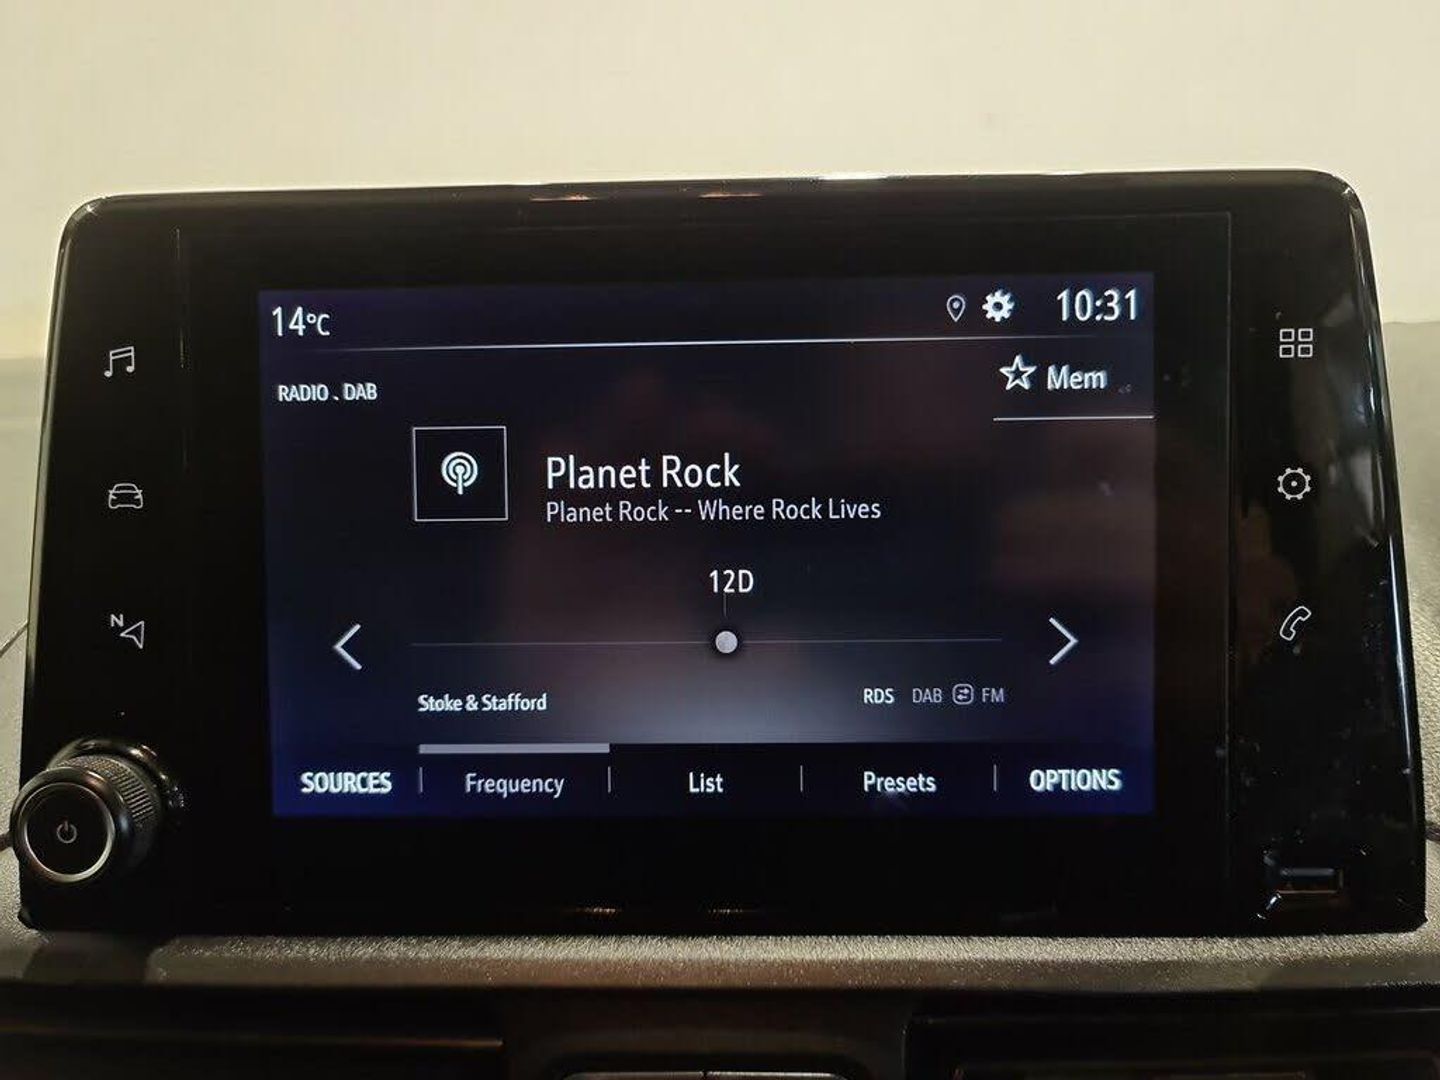 14°C
10:31
RADIO . DAB
Mem
Planet Rock
Planet Rock -- Where Rock Lives
12D
N
Stoke & Stafford
RDS DAB FM
SOURCES Frequency List Presets OPTIONS